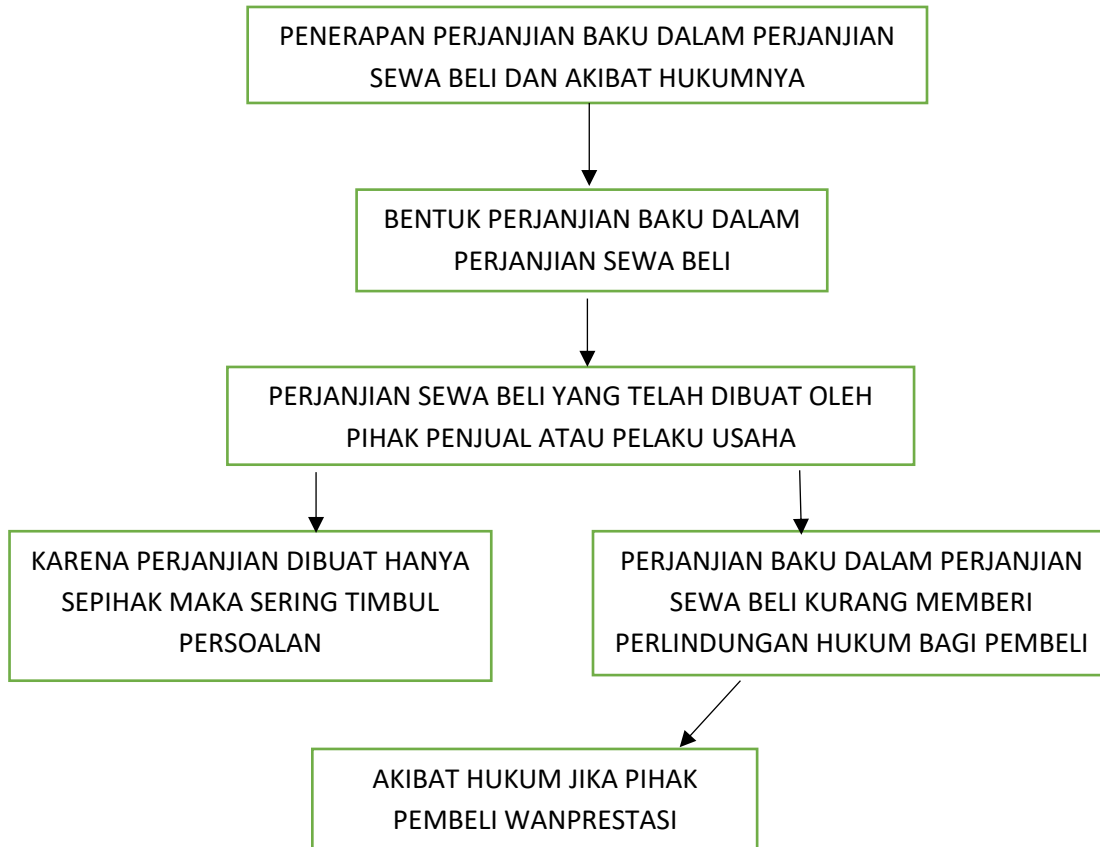 PENERAPAN PERJANJIAN BAKU DALAM PERJANJIAN
SEWA BELI DAN AKIBAT HUKUMNYA
BENTUK PERJANJIAN BAKU DALAM
PERJANJIAN SEWA BELI
PERJANJIAN SEWA BELI YANG TELAH DIBUAT OLEH
PIHAK PENJUAL ATAU PELAKU USAHA
KARENA PERJANJIAN DIBUAT HANYA
SEPIHAK MAKA SERING TIMBUL
PERSOALAN
PERJANJIAN BAKU DALAM PERJANJIAN
SEWA BELI KURANG MEMBERI
PERLINDUNGAN HUKUM BAGI PEMBELI
AKIBAT HUKUM JIKA PIHAK
PEMBELI WANPRESTASI